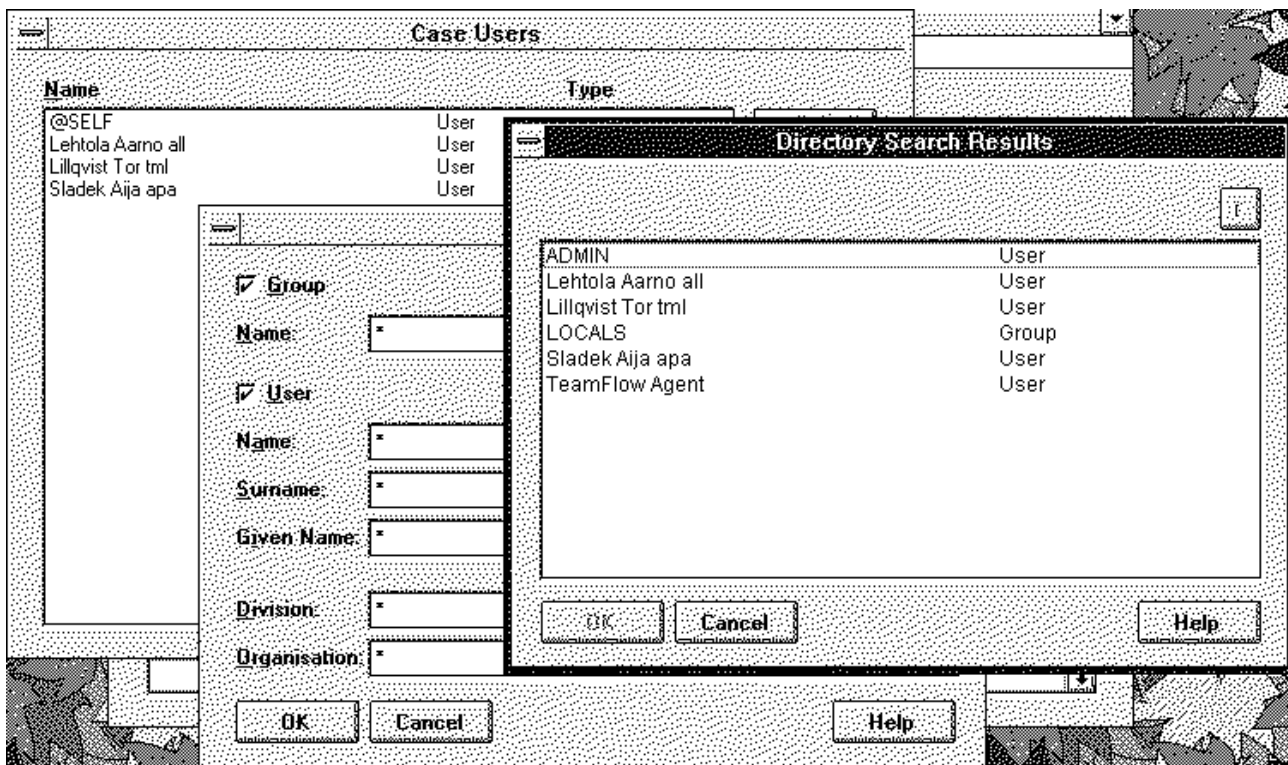 Case Users
Name Type
@SELF User
Lehtola Aarno all User
Lillqvist Tor tml User
Sladek Aija apa User
Group
Name: *
User
Name: *
Surname: *
Given Name: *
Division: *
Organisation: *
OK Cancel Help
Directory Search Results
i
ADMIN User
Lehtola Aarno all User
Lillqvist Tor tml User
LOCALS Group
Sladek Aija apa User
TeamFlow Agent User
OK Cancel Help